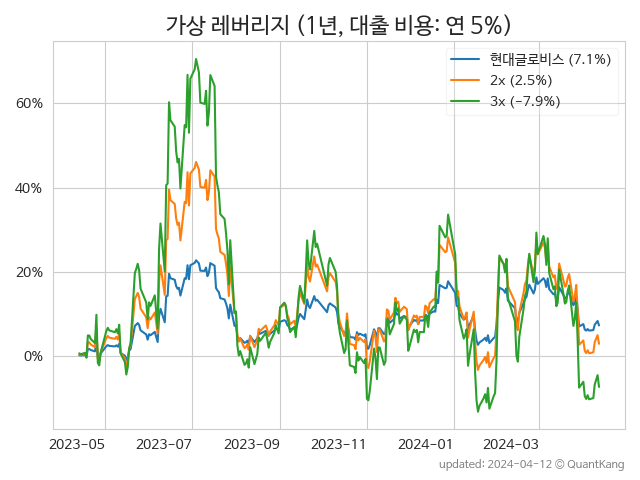 가상 레버리지 (1년, 대출 비용: 연 5%)
현대글로비스 (7.1%)
2x (2.5%)
3x (−7.9%)
60%
40%
20%
0%
2023−05 2023−07 2023−09 2023−11 2024−01 2024−03
updated: 2024-04-12 ⓒ QuantKang